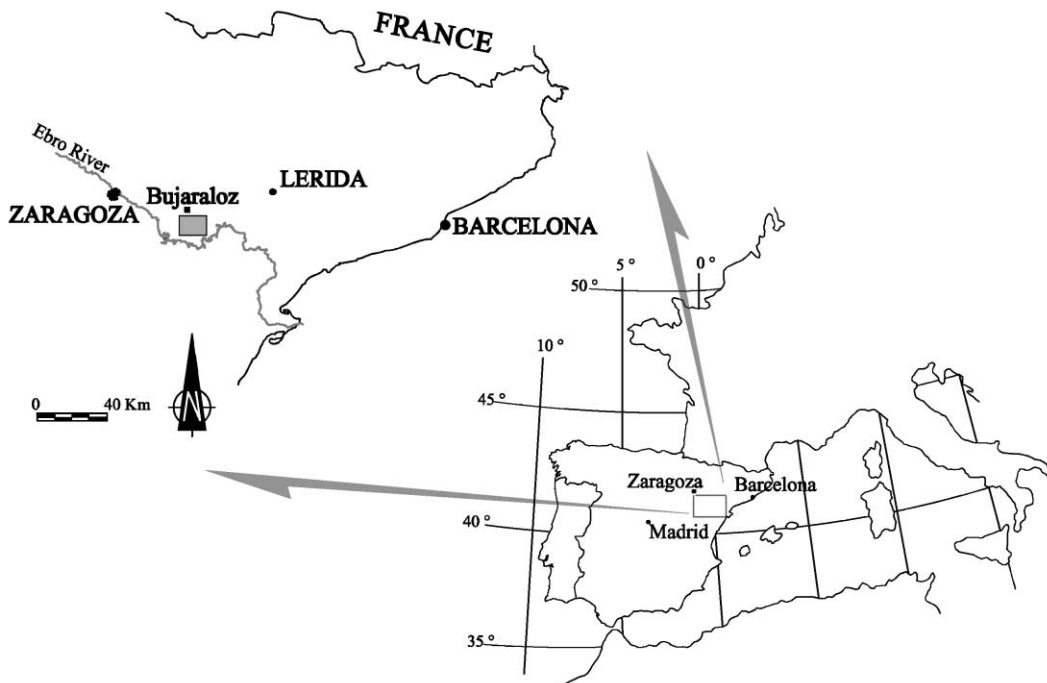 FRANCE
Ebro River
LERIDA
Bujaraloz
ZARAGOZA
BARCELONA
N
0 40 Km
5° 0°
50°
10°
45°
Zaragoza Barcelona
40° Madrid
35°